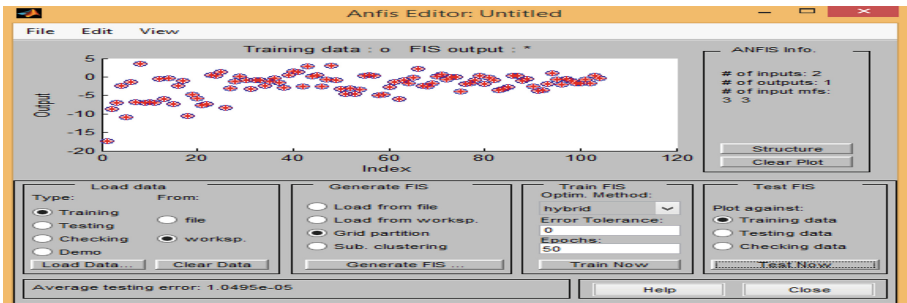 Anfis Editor: Untitled
File Edit View
Training data : o FIS output : *
5
0
-5
-10
-15
-20
Output
0 20 40 60 80 100 120
Index
ANFIS Info.
# of inputs: 2
# of outputs: 1
# of input mfs:
3 3
Structure
Clear Plot
Load data
Type: From:
Training
Testing
Checking
Demo
file
worksp.
Load Data... Clear Data
Generate FIS
Load from file
Load from worksp.
Grid partition
Sub. clustering
Generate FIS ...
Train FIS
Optim. Method:
hybrid
Error Tolerance:
0
Epochs:
50
Train Now
Test FIS
Plot against:
Training data
Testing data
Checking data
Test Now
Average testing error: 1.0495e-05
Help Close